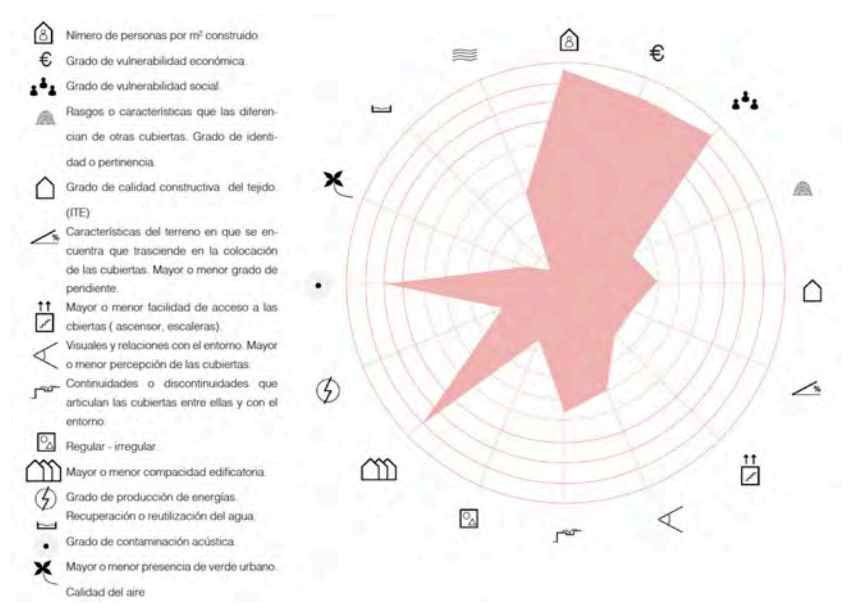 Nimero de personas por m² construido
€ Grado de vulnerabilidad económica.
Grado de vulnerabilidad social.
Rasgos o características que las diferen-
cian de otras cubiertas. Grado de identi-
dad o pertinencia.
Grado de calidad constructiva del tejido
(ITE)
Características del terreno en que se en-
% cuentra que trasciende en la colocación
de las cubiertas. Mayor o menor grado de
pendiente.
Mayor o menor facilidad de acceso a las
cbiertas ( ascensor, escaleras).
Visuales y relaciones con el entorno. Mayor
o menor percepción de las cubiertas.
Continuidades o discontinuidades que
articulan las cubiertas entre ellas y con el
entorno.
Regular - irregular.
Mayor o menor compacidad edificatoria.
Grado de producción de energías.
Recuperación o reutilización del agua.
Grado de contaminación acústica.
Mayor o menor presencia de verde urbano.
Calidad del aire
€
%